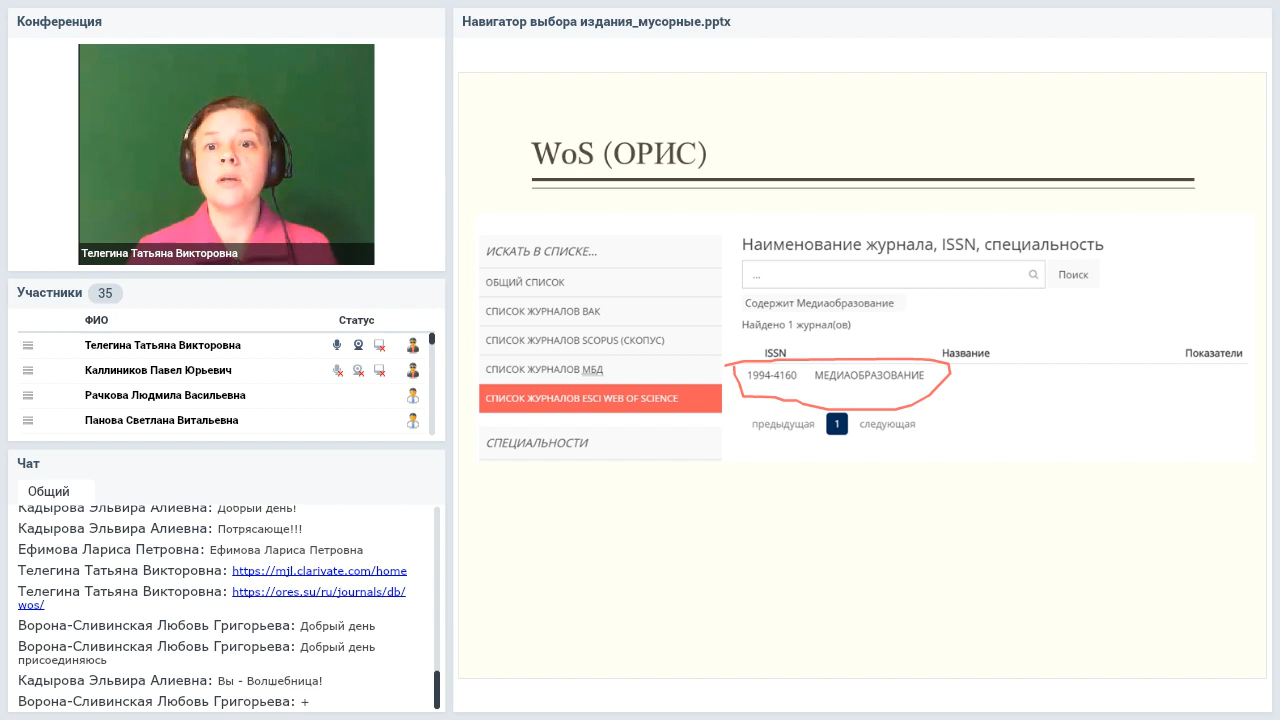 Конференция
Телегина Татьяна Викторовна
Участники 35
ФИО Статус
Телегина Татьяна Викторовна
Каллиников Павел Юрьевич
Рачкова Людмила Васильевна
Панова Светлана Витальевна
Чат
Общий
Кадырова Эльвира Алиевна: Добрый день!
Кадырова Эльвира Алиевна: Потрясающе!!!
Ефимова Лариса Петровна: Ефимова Лариса Петровна
Телегина Татьяна Викторовна: https://mjl.clarivate.com/home
Телегина Татьяна Викторовна: https://ores.su/ru/journals/db/
wos/
Ворона-Сливинская Любовь Григорьева: Добрый день
Ворона-Сливинская Любовь Григорьева: Добрый день
присоединяюсь
Кадырова Эльвира Алиевна: Вы - Волшебница!
Ворона-Сливинская Любовь Григорьева: +
Навигатор выбора издания_мусорные.pptx
WoS (ОРИС)
ИСКАТЬ В СПИСКЕ...
ОБЩИЙ СПИСОК
СПИСОК ЖУРНАЛОВ ВАК
СПИСОК ЖУРНАЛОВ SCOPUS (СКОПУС)
СПИСОК ЖУРНАЛОВ МБД
СПИСОК ЖУРНАЛОВ ESCI WEB OF SCIENCE
СПЕЦИАЛЬНОСТИ
Наименование журнала, ISSN, специальность
... Поиск
Содержит Медиаобразование
Найдено 1 журнал(ов)
ISSN Название Показатели
1994-4160 МЕДИАОБРАЗОВАНИЕ
предыдущая 1 следующая